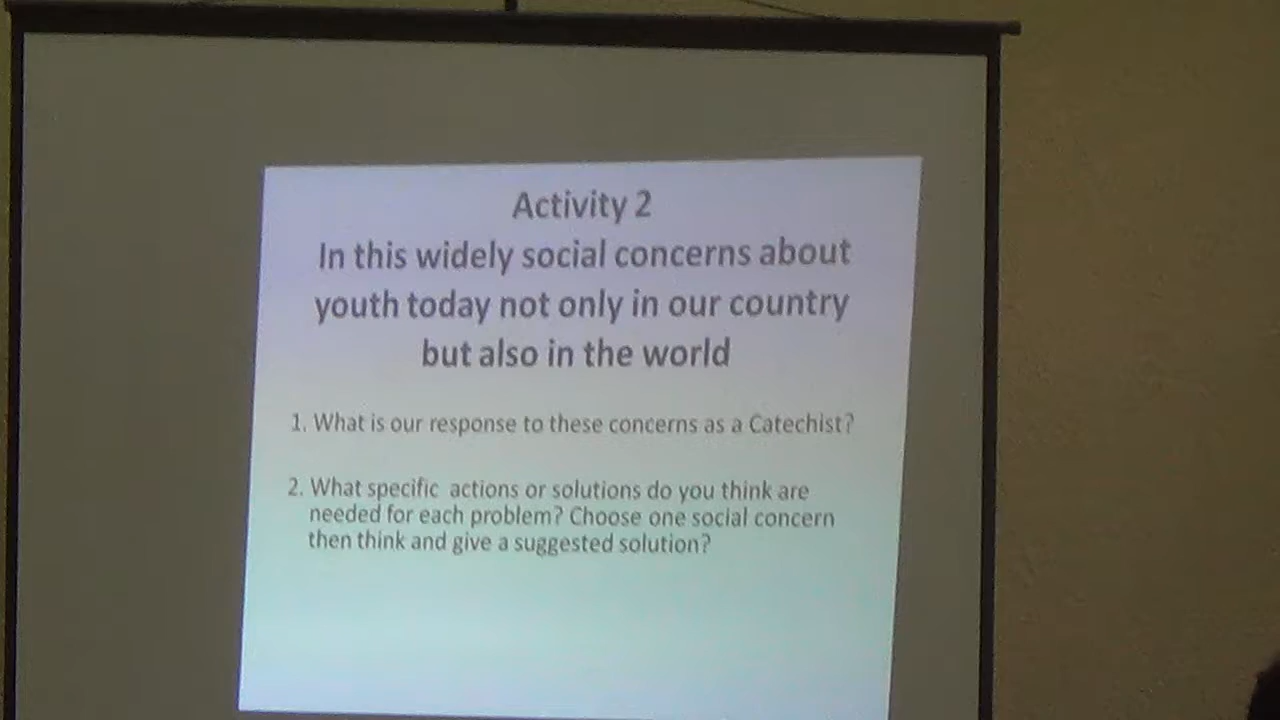 Activity 2
In this widely social concerns about
youth today not only in our country
but also in the world
1. What is our response to these concerns as a Catechist?
2. What specific actions or solutions do you think are
needed for each problem? Choose one social concern
then think and give a suggested solution?